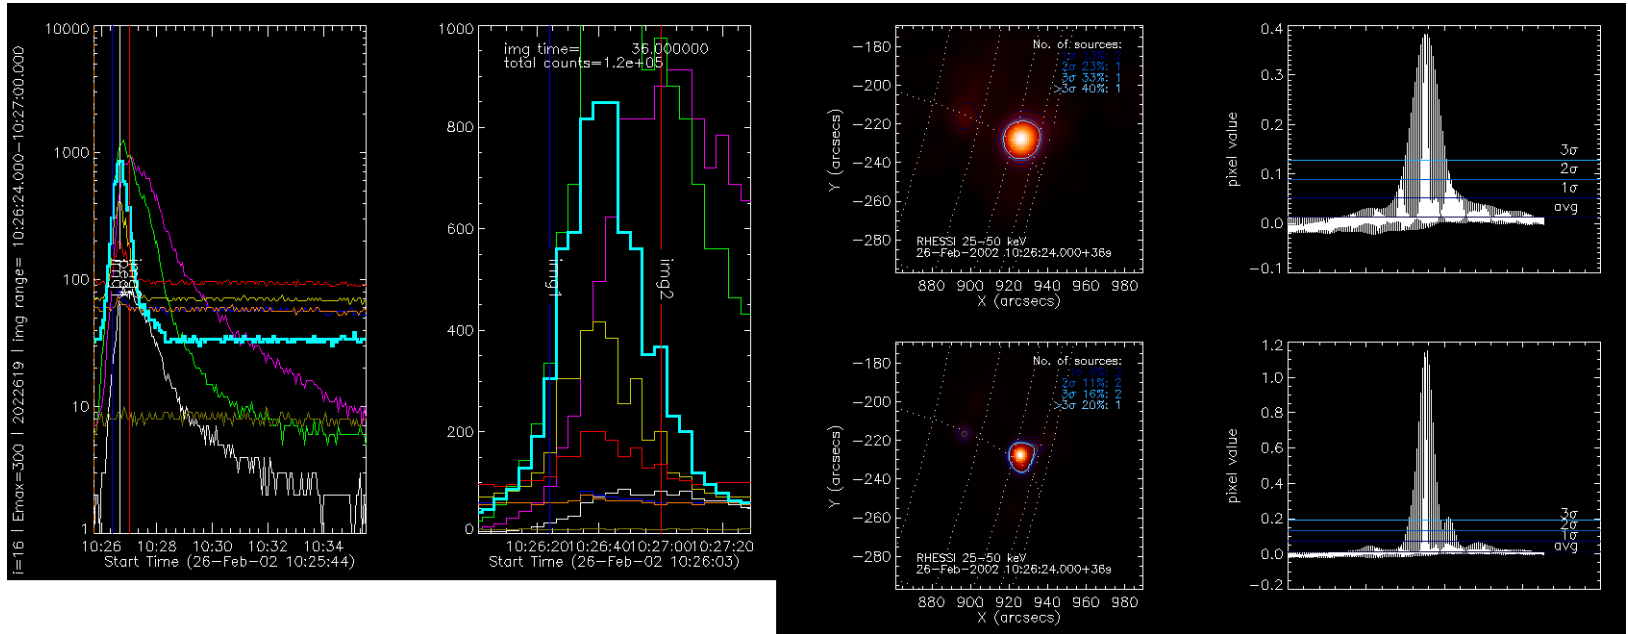 i=16 | Emax=300 | 2022619 | img range= 10:26:24.000-10:27:00.000
10000
1000
100
10
1
10:26 10:28 10:30 10:32 10:34
Start Time (26-Feb-02 10:25:44)
img time= 36.000000
total counts=1.2e+05
1000
800
600
400
200
0
img1
img2
10:26:20 10:26:40 10:27:00 10:27:20
Start Time (26-Feb-02 10:26:03)
No. of sources:
2σ 23%: 1
3σ 33%: 1
>3σ 40%: 1
-180
-200
-220
-240
-260
-280
Y (arcsecs)
RHESSI 25-50 keV
26-Feb-2002 10:26:24.000+36s
880 900 920 940 960 980
X (arcsecs)
0.4
0.3
0.2
0.1
0.0
-0.1
pixel value
3σ
2σ
1σ
avg
No. of sources:
2σ 11%: 2
3σ 16%: 2
>3σ 20%: 1
-180
-200
-220
-240
-260
-280
Y (arcsecs)
RHESSI 25-50 keV
26-Feb-2002 10:26:24.000+36s
880 900 920 940 960 980
X (arcsecs)
1.2
1.0
0.8
0.6
0.4
0.2
0.0
-0.2
pixel value
3σ
2σ
1σ
avg